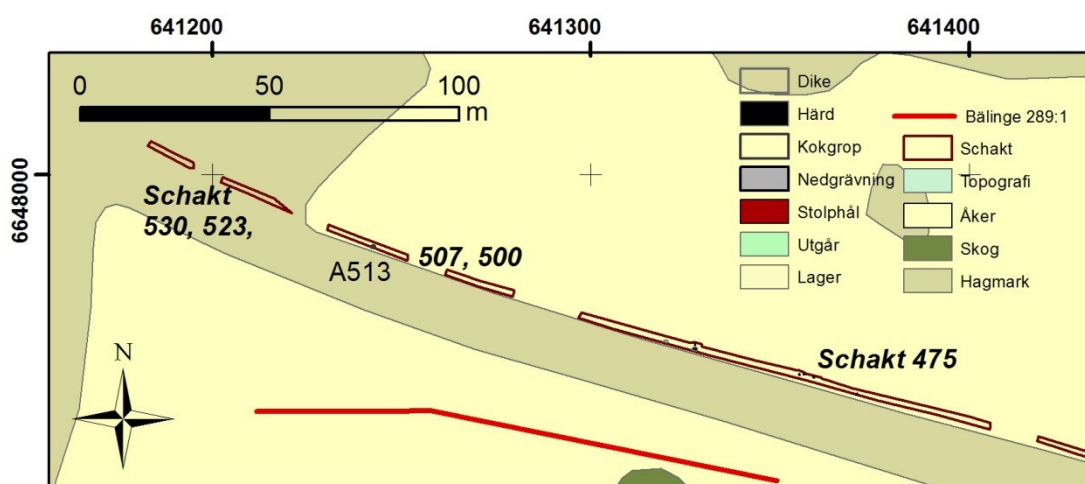 641200 641300 641400
0 50 100
m
6648000
Schakt
530, 523,
A513
507, 500
Schakt 475
N
Dike
Härd
Kokgrop
Nedgrävning
Stolphål
Utgår
Lager
Bälinge 289:1
Schakt
Topografi
Åker
Skog
Hagmark